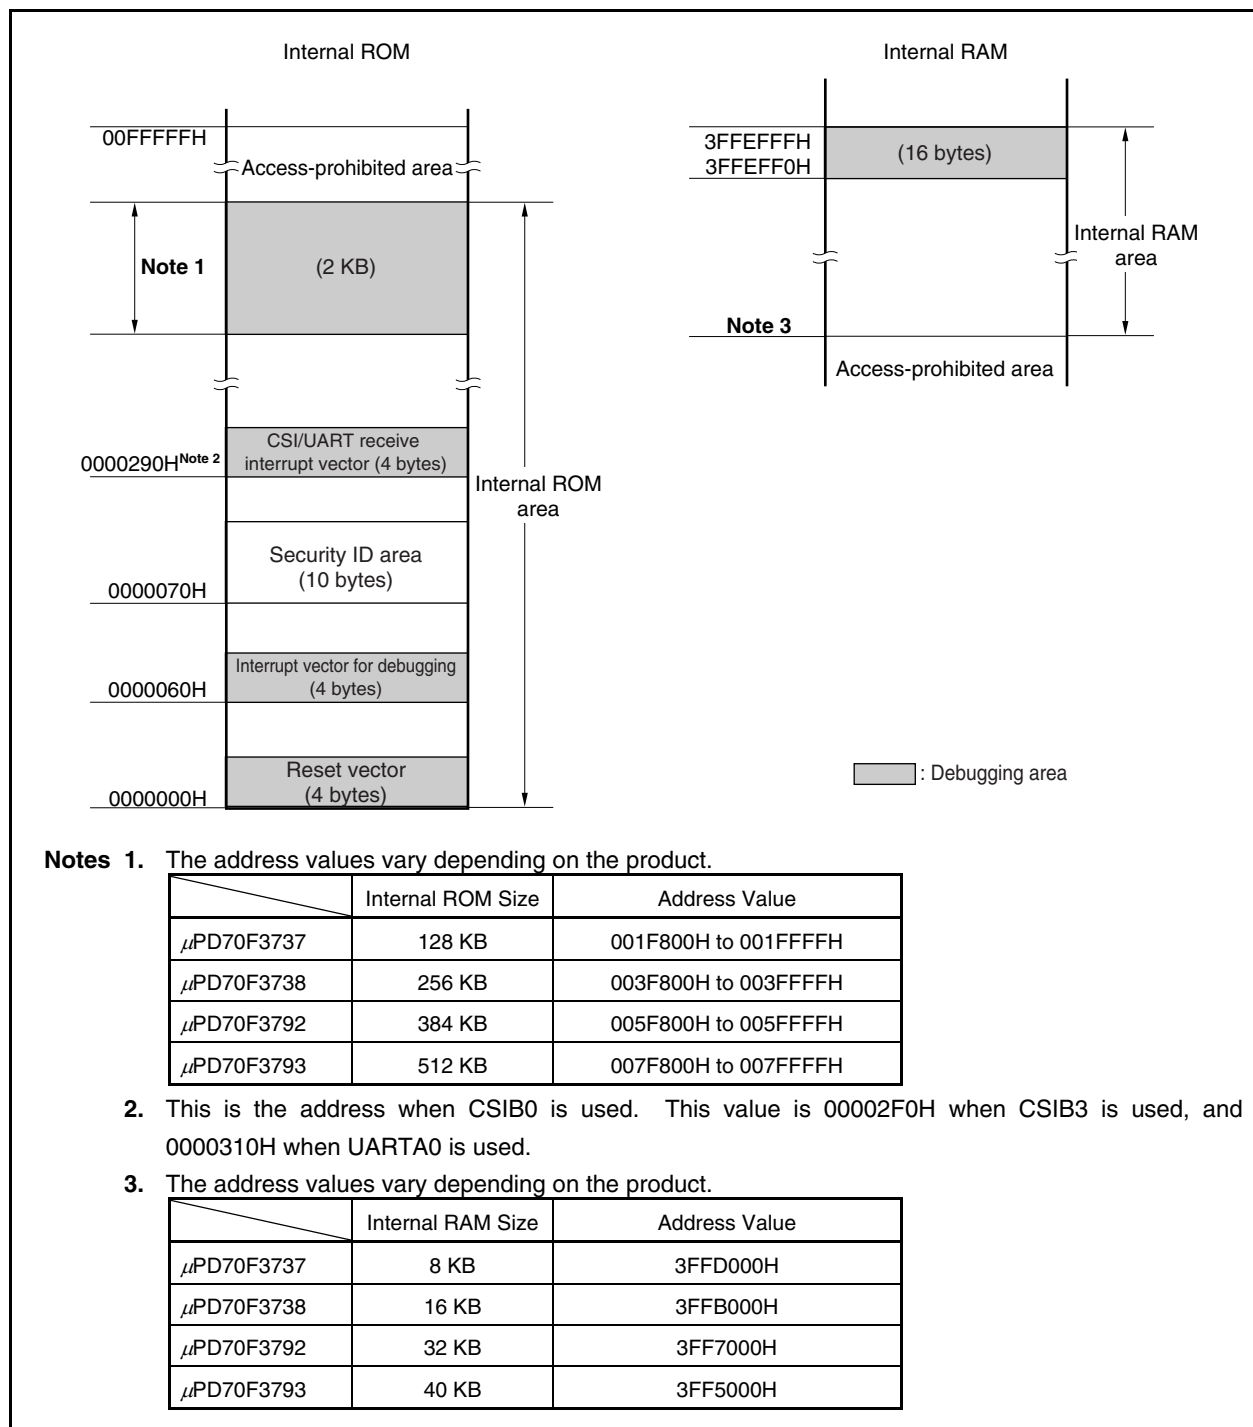 Internal ROM
Internal RAM
00FFFFFH
Access-prohibited area
Note 1
(2 KB)
0000290H Note 2
CSI/UART receive
interrupt vector (4 bytes)
Internal ROM
area
Security ID area
(10 bytes)
0000070H
Interrupt vector for debugging
(4 bytes)
0000060H
Reset vector
(4 bytes)
0000000H
3FFEFFFH
3FFEFF0H
(16 bytes)
Internal RAM
area
Note 3
Access-prohibited area
: Debugging area
Notes 1. The address values vary depending on the product.
Internal ROM Size Address Value
μPD70F3737 128 KB 001F800H to 001FFFFH
μPD70F3738 256 KB 003F800H to 003FFFFH
μPD70F3792 384 KB 005F800H to 005FFFFH
μPD70F3793 512 KB 007F800H to 007FFFFH
2. This is the address when CSIB0 is used. This value is 00002F0H when CSIB3 is used, and
0000310H when UARTA0 is used.
3. The address values vary depending on the product.
Internal RAM Size Address Value
μPD70F3737 8 KB 3FFD000H
μPD70F3738 16 KB 3FFB000H
μPD70F3792 32 KB 3FF7000H
μPD70F3793 40 KB 3FF5000H